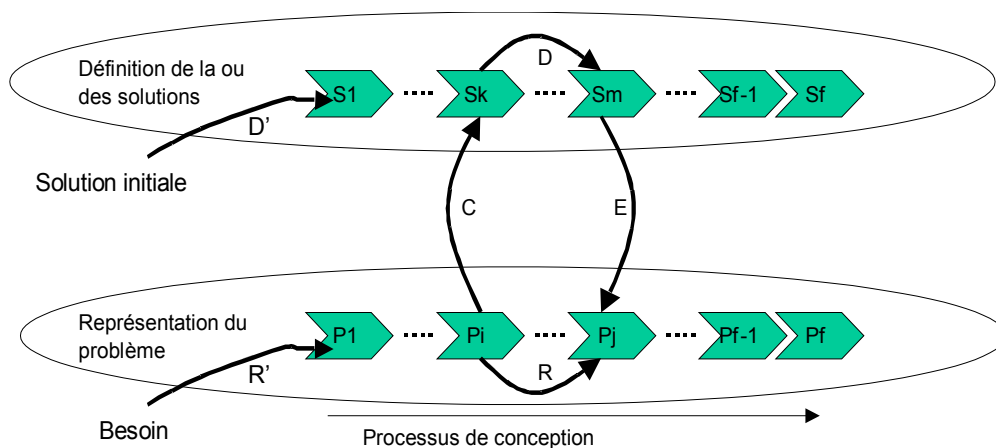 D
Définition de la ou
des solutions
S1 Sk Sm Sf-1 Sf
D’
Solution initiale
C E
Représentation du
problème
P1 Pi Pj Pf-1 Pf
R’ R
Besoin
Processus de conception